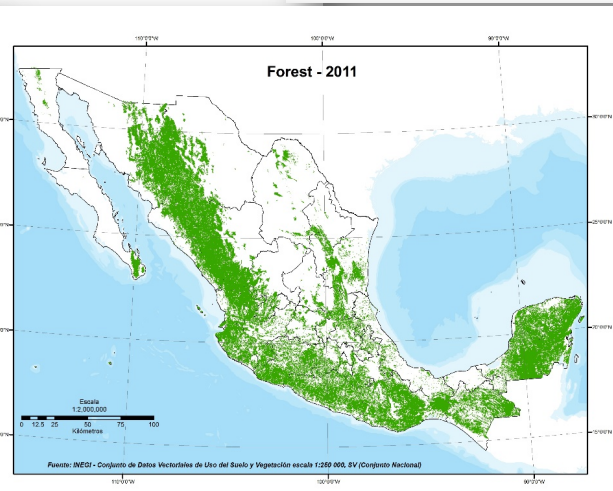 110°0'0"W 100°0'0"W 90°0'0"W
Forest - 2011
Escala
1:2,000,000
0 12.5 25 50 75 100
Kilómetros
Fuente: INEGI - Conjunto de Datos Vectoriales de Uso del Suelo y Vegetación escala 1:250 000, SV (Conjunto Nacional)
110°0'0"W 100°0'0"W 90°0'0"W